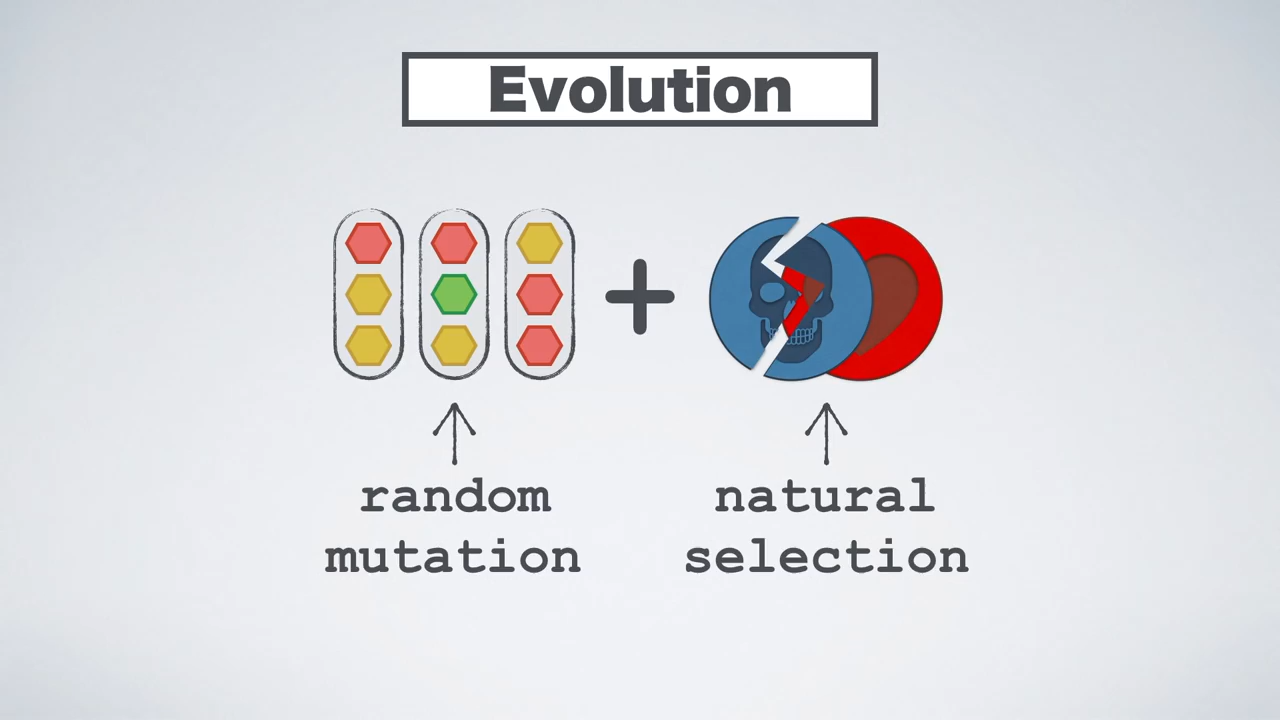 Evolution
random
mutation
natural
selection